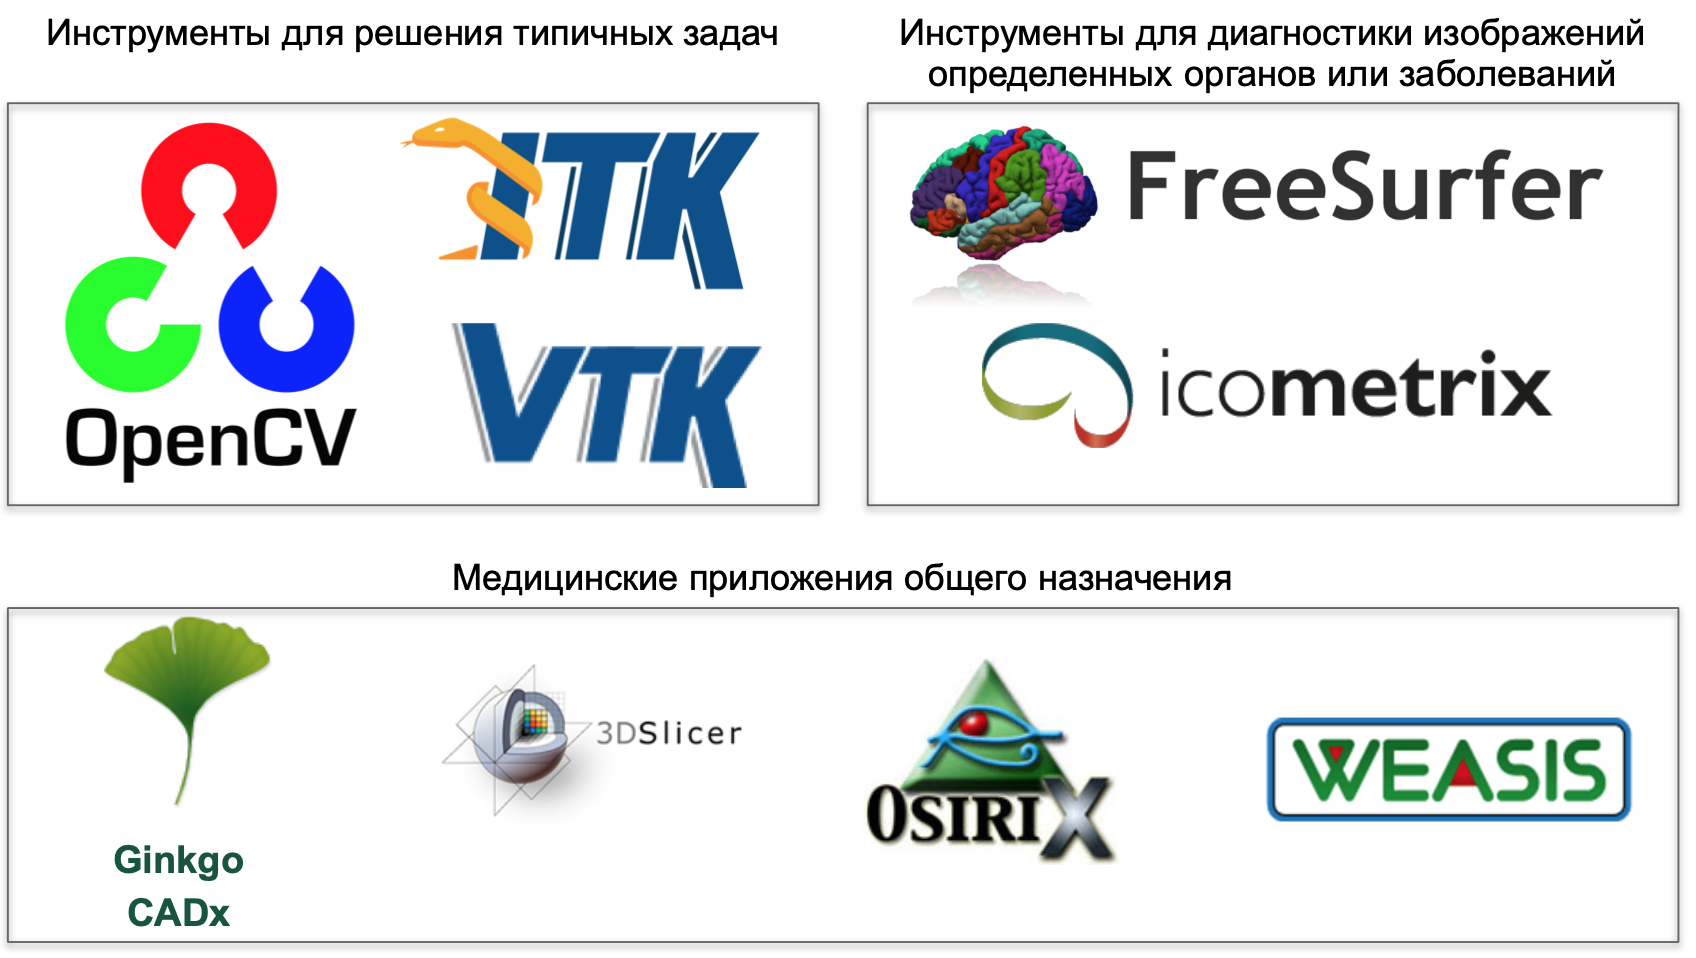 Инструменты для решения типичных задач
Инструменты для диагностики изображений
определенных органов или заболеваний
OpenCV
ITK
VTK
FreeSurfer
icometrix
Медицинские приложения общего назначения
Ginkgo
CADx
3DSlicer
OSIRIX
WEASIS